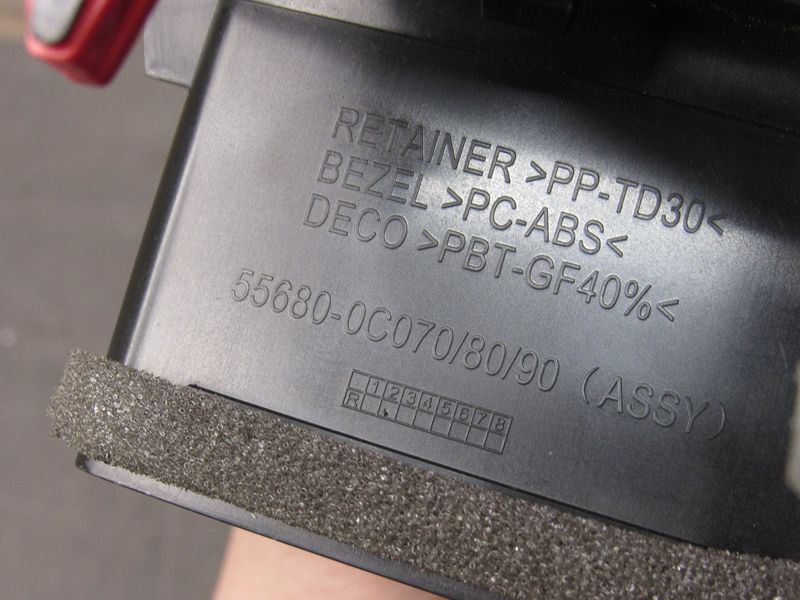 RETAINER >PP-TD30<
BEZEL >PC-ABS<
DECO >PBT-GF40%<
55680-0C070/80/90 (ASSY)
1 2 3 4 5 6 7 8
R